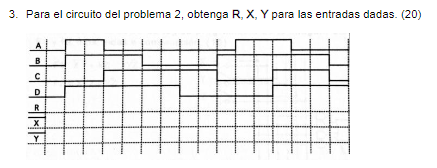 3. Para el circuito del problema 2, obtenga R, X, Y para las entradas dadas. (20)
A
B
C
D
R
X
Y